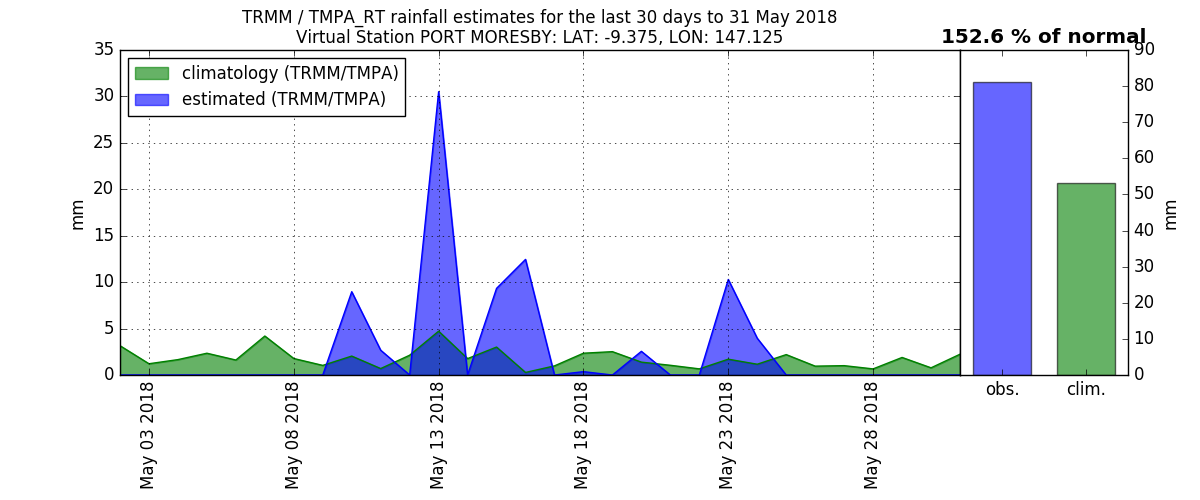 TRMM / TMPA_RT rainfall estimates for the last 30 days to 31 May 2018
Virtual Station PORT MORESBY: LAT: -9.375, LON: 147.125
152.6 % of normal
climatology (TRMM/TMPA)
estimated (TRMM/TMPA)
35
30
25
20
15
10
5
0
mm
May 03 2018
May 08 2018
May 13 2018
May 18 2018
May 23 2018
May 28 2018
90
80
70
60
50
40
30
20
10
0
mm
obs.
clim.